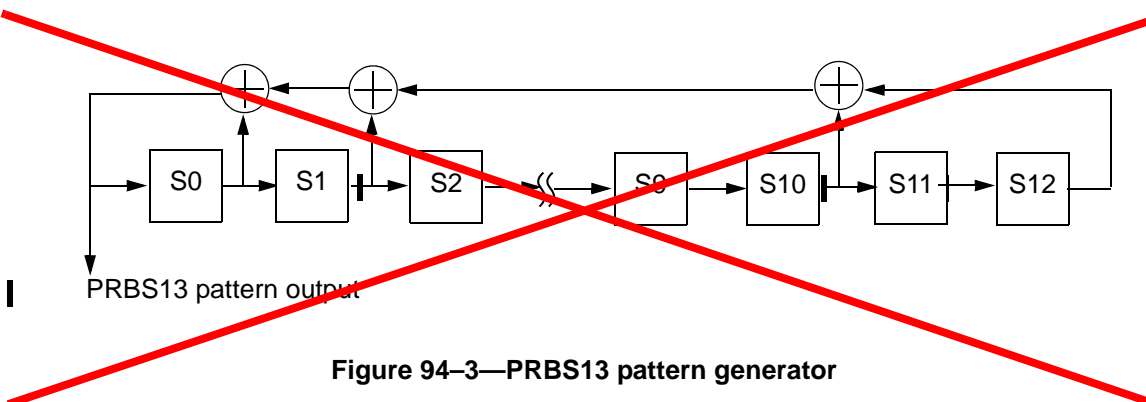 S0 S1 S2 S9 S10 S11 S12
PRBS13 pattern output
Figure 94–3—PRBS13 pattern generator